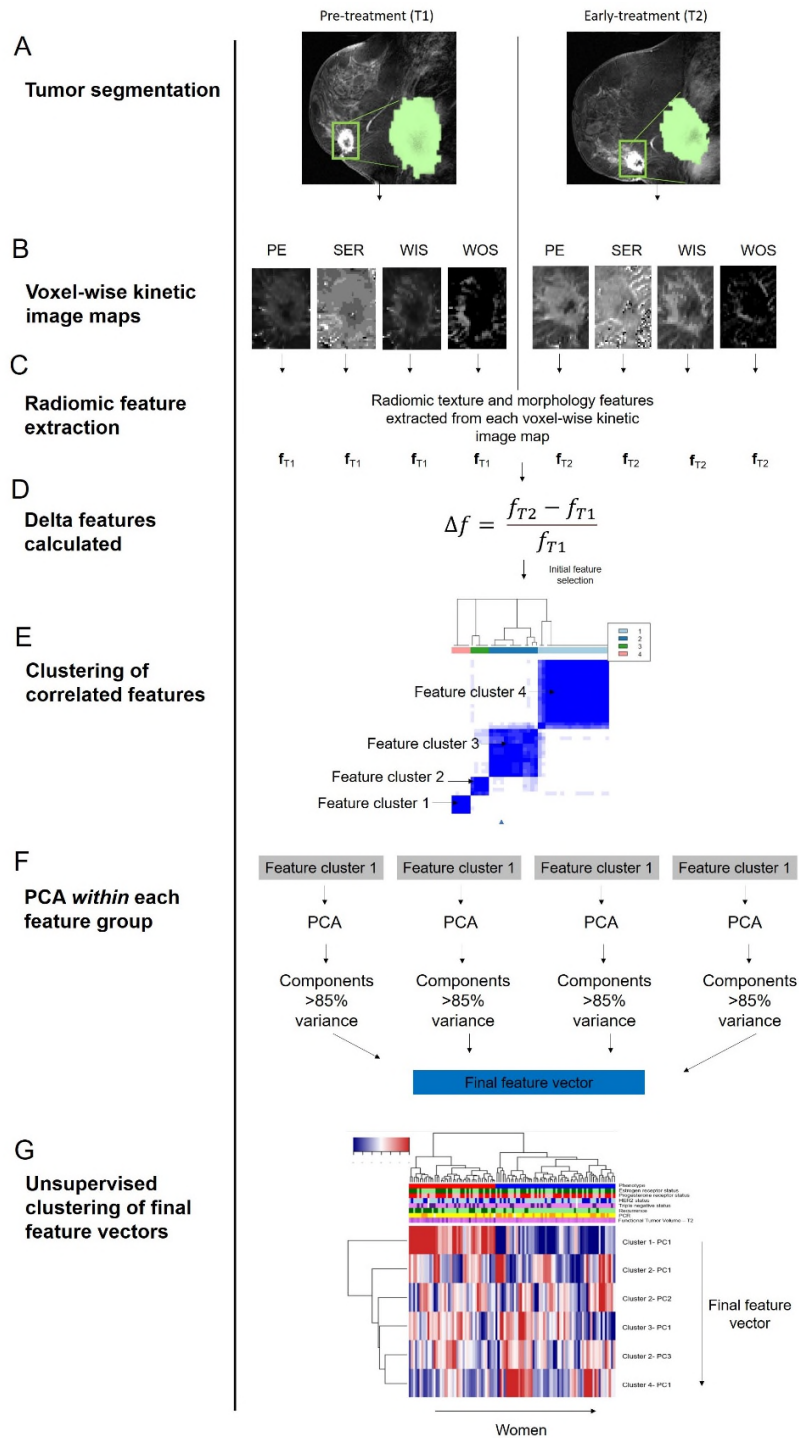 Pre-treatment (T1)
Early-treatment (T2)
A
Tumor segmentation
B
Voxel-wise kinetic
image maps
PE SER WIS WOS PE SER WIS WOS
C
Radiomic feature
extraction
Radiomic texture and morphology features
extracted from each voxel-wise kinetic
image map
fT1 fT1 fT1 fT1 fT2 fT2 fT2 fT2
D
Delta features
calculated
Δf = (fT2 − fT1) / fT1
Initial feature
selection
E
Clustering of
correlated features
1
2
3
4
Feature cluster 4
Feature cluster 3
Feature cluster 2
Feature cluster 1
F
PCA within each
feature group
Feature cluster 1 Feature cluster 1 Feature cluster 1 Feature cluster 1
PCA PCA PCA PCA
Components Components Components Components
>85% >85% >85% >85%
variance variance variance variance
Final feature vector
G
Unsupervised
clustering of final
feature vectors
Phenotype
Estrogen receptor status
Progesterone receptor status
HER2 status
Triple negative status
Recurrence
PCR
Functional Tumor Volume - T2
Cluster 1- PC1
Cluster 2- PC1
Cluster 2- PC2
Cluster 3- PC1
Cluster 2- PC3
Cluster 4- PC1
Final feature
vector
Women